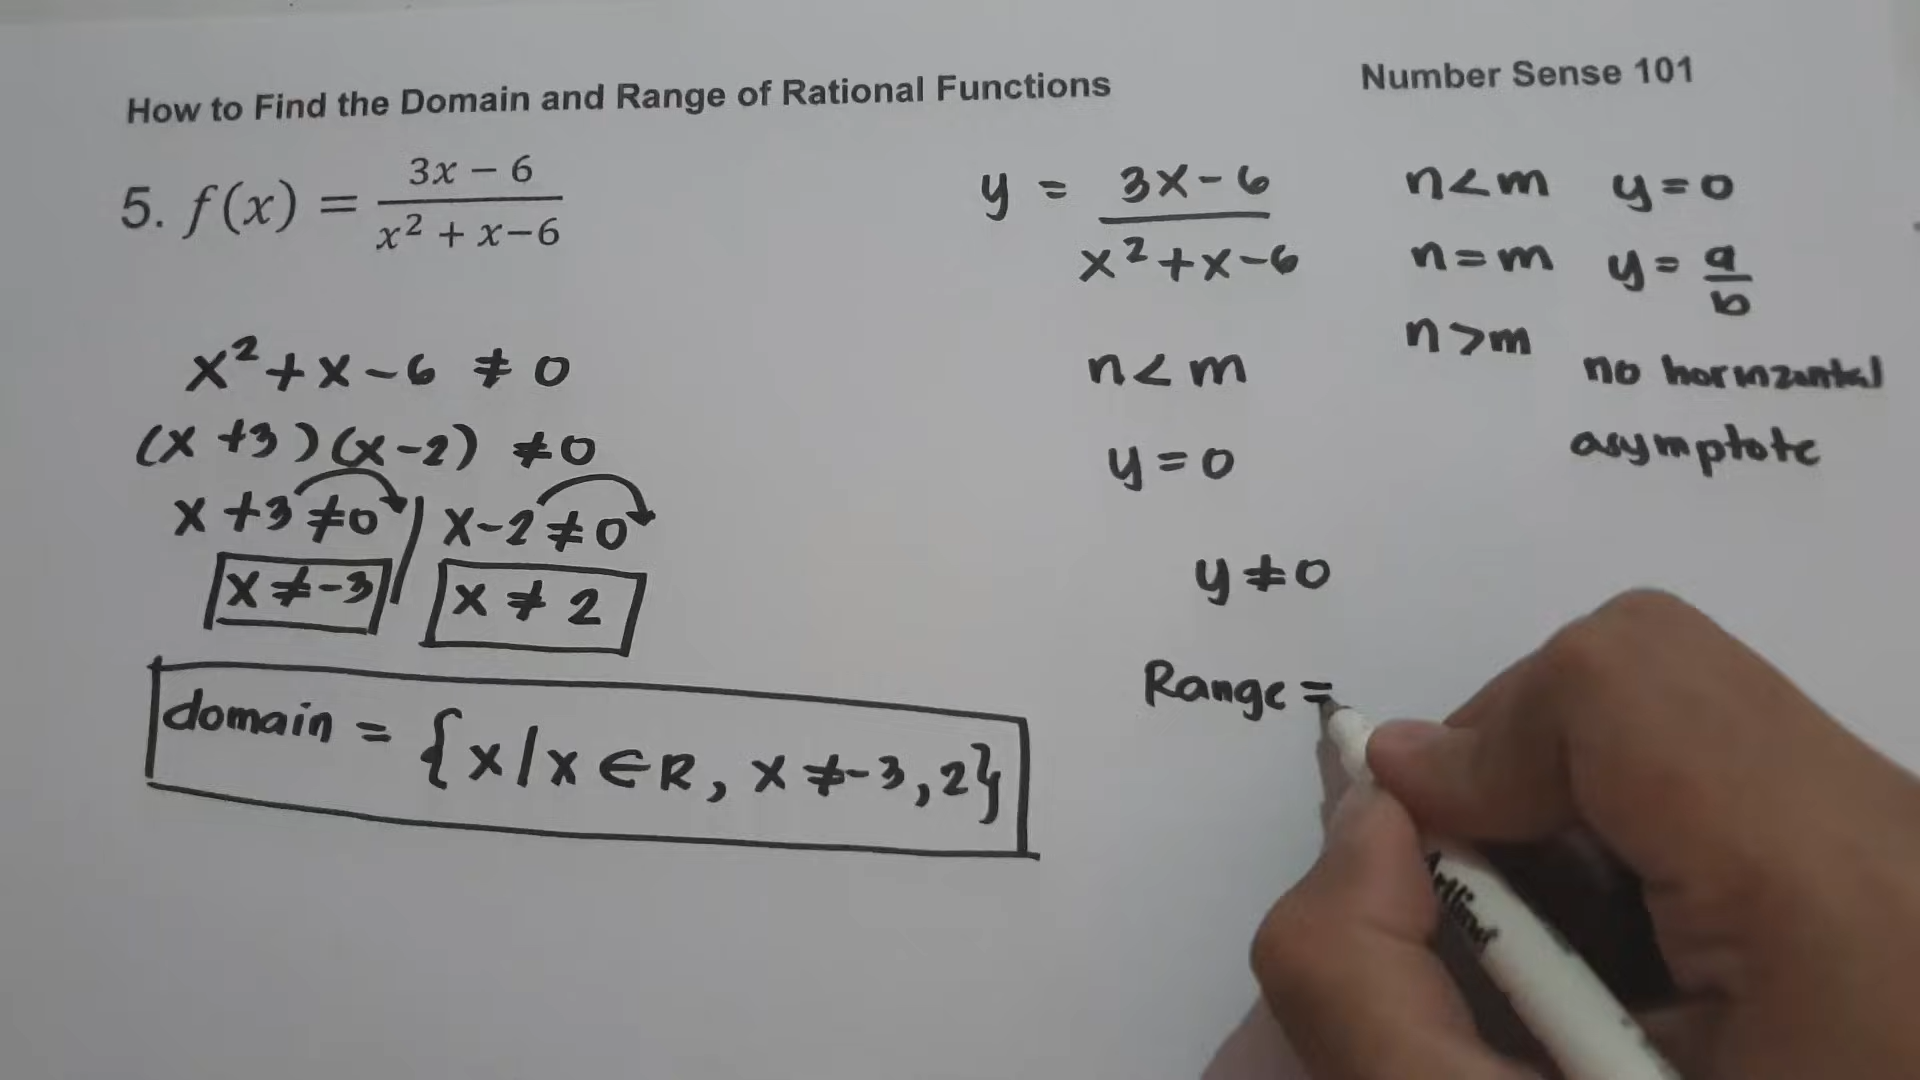 How to Find the Domain and Range of Rational Functions
Number Sense 101
5. f(x) = (3x − 6)/(x² + x−6)
x²+x−6 ≠ 0
(x +3)(x−2) ≠0
x +3 ≠0 / x−2 ≠0
x ≠ −3
x ≠ 2
domain = {x/x ∈ R, x ≠ −3, 2}
y = (3x−6)/(x²+x−6)
n<m
y=0
y≠0
Range =
n<m y=0
n=m y= a/b
n>m
no horizontal
asymptote
Artline